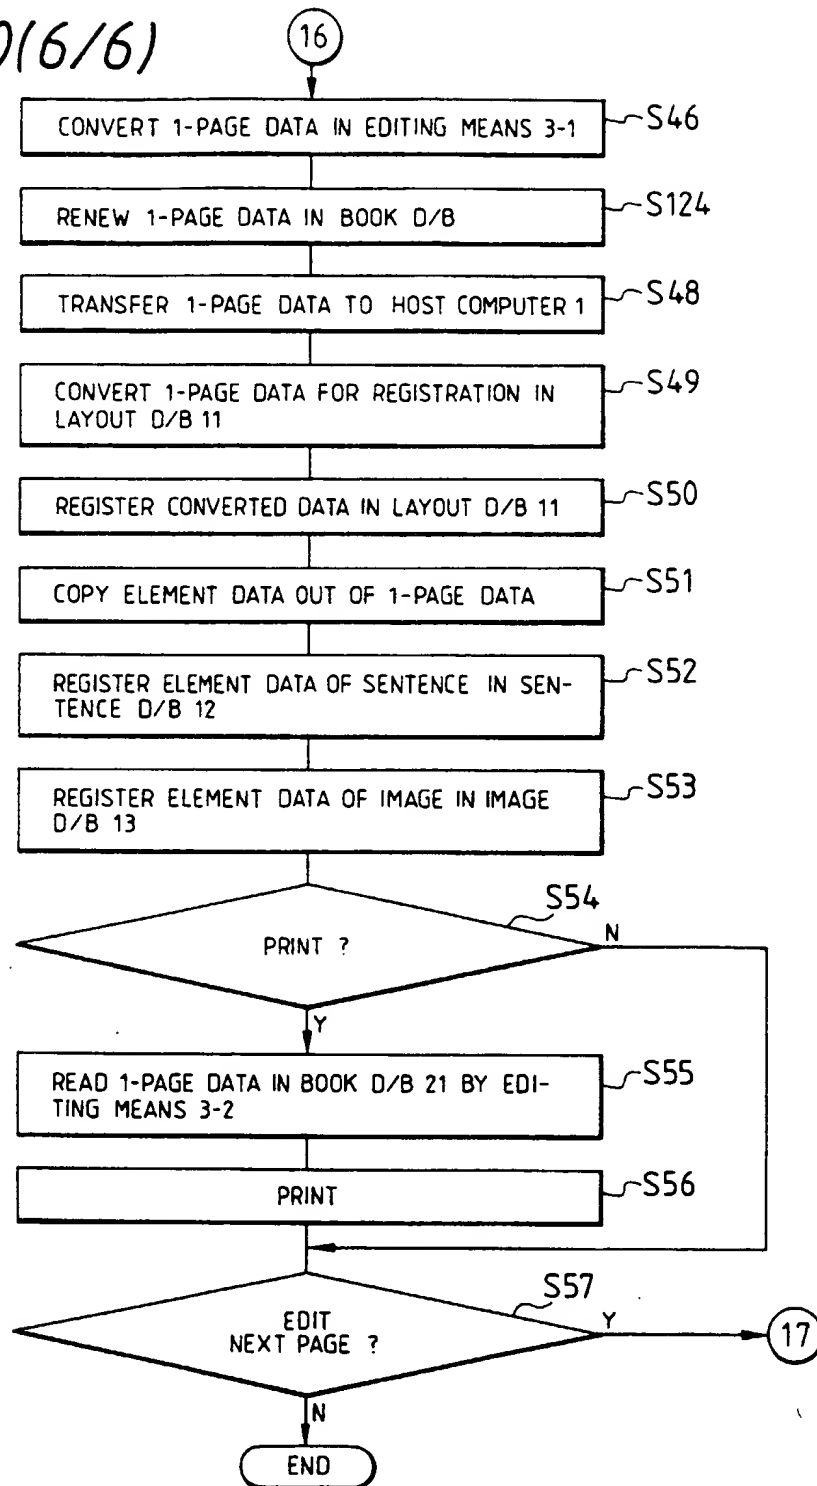 0(6/6)
16
CONVERT 1-PAGE DATA IN EDITING MEANS 3-1
S46
RENEW 1-PAGE DATA IN BOOK D/B
S124
TRANSFER 1-PAGE DATA TO HOST COMPUTER 1
S48
CONVERT 1-PAGE DATA FOR REGISTRATION IN
LAYOUT D/B 11
S49
REGISTER CONVERTED DATA IN LAYOUT D/B 11
S50
COPY ELEMENT DATA OUT OF 1-PAGE DATA
S51
REGISTER ELEMENT DATA OF SENTENCE IN SEN-
TENCE D/B 12
S52
REGISTER ELEMENT DATA OF IMAGE IN IMAGE
D/B 13
S53
S54
PRINT ?
N
Y
READ 1-PAGE DATA IN BOOK D/B 21 BY EDI-
TING MEANS 3-2
S55
PRINT
S56
S57
EDIT
NEXT PAGE ?
Y
17
N
END